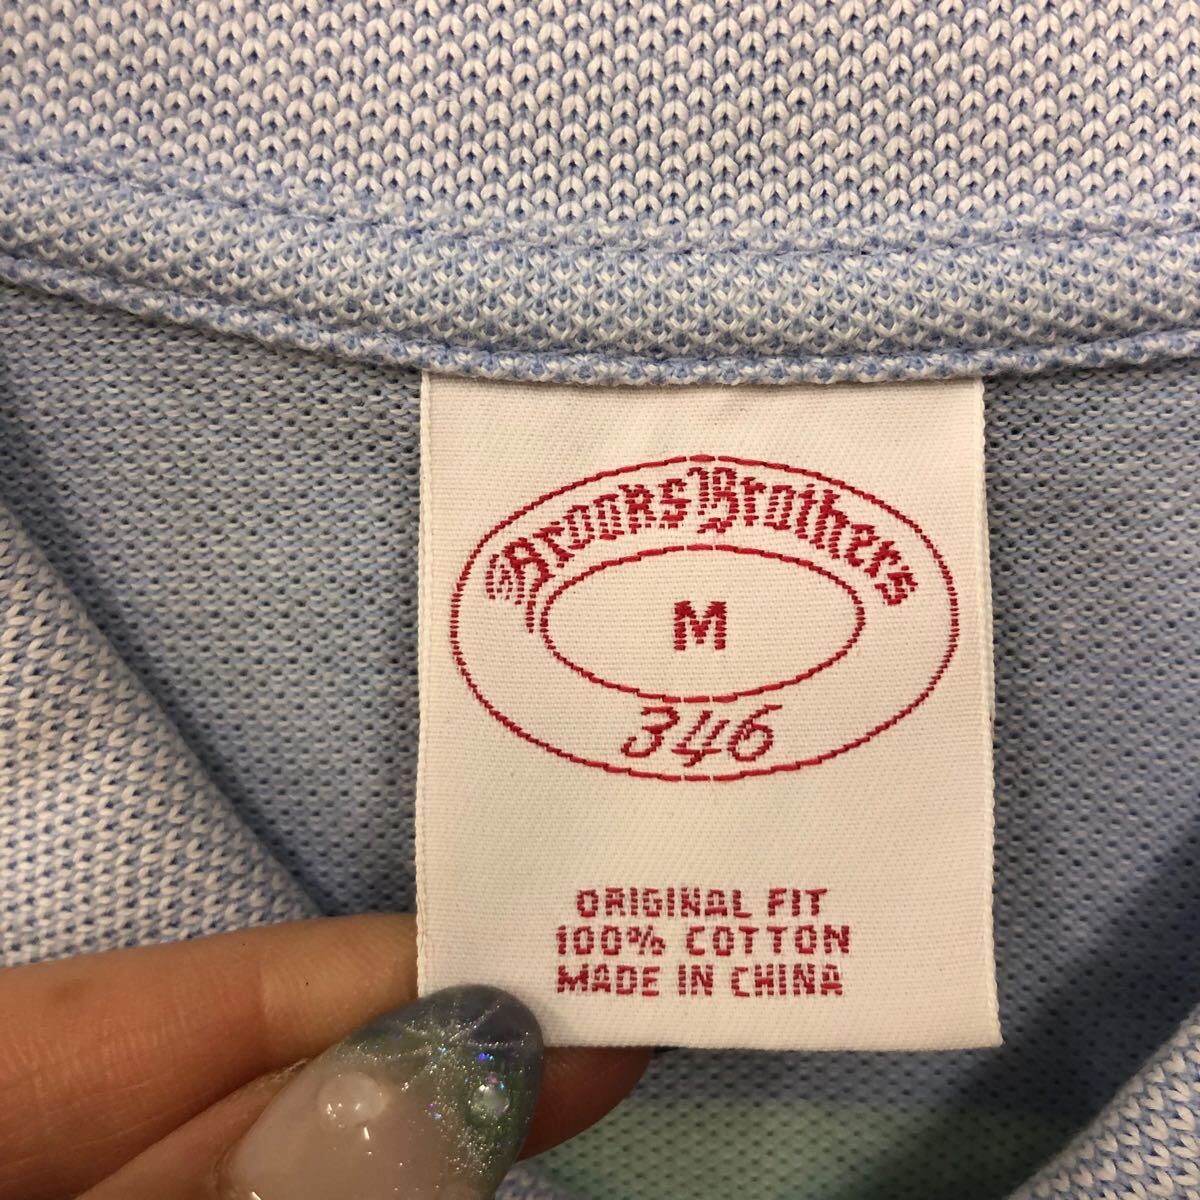 Brooks Brothers
M
346
ORIGINAL FIT
100% COTTON
MADE IN CHINA